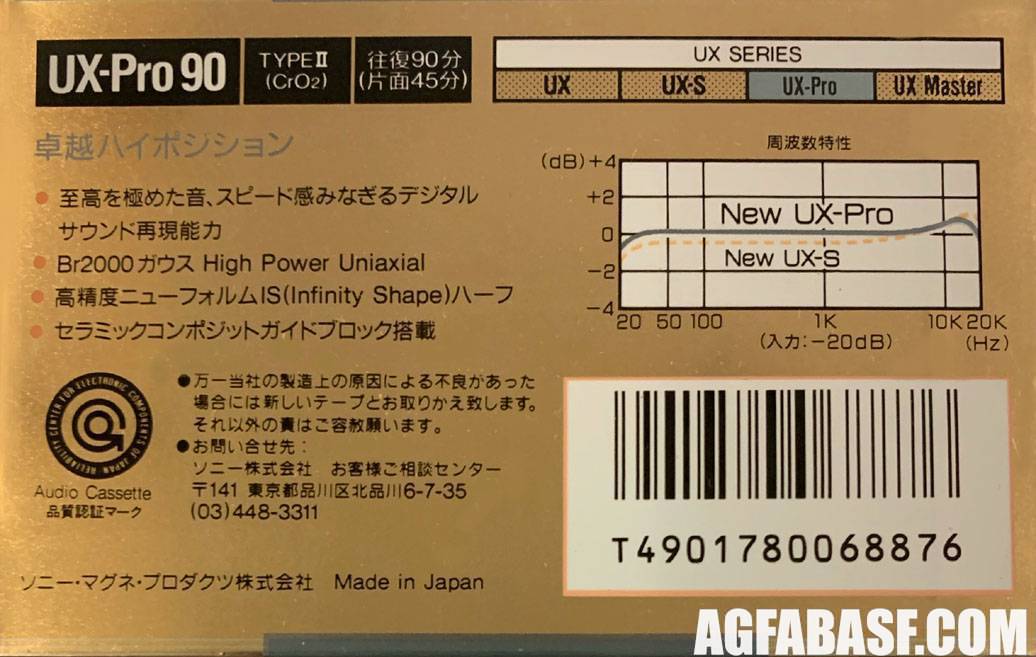 UX-Pro 90
TYPE II
(CrO2)
往復90分
(片面45分)
UX SERIES
UX UX-S UX-Pro UX Master
卓越ハイポジション
● 至高を極めた音、スピード感みなぎるデジタル
サウンド再現能力
● Br2000ガウス High Power Uniaxial
● 高精度ニューフォルムIS(Infinity Shape)ハーフ
● セラミックコンポジットガイドブロック搭載
周波数特性
(dB) +4
+2
0
-2
-4
New UX-Pro
New UX-S
20 50 100 1K 10K 20K
(入力:-20dB) (Hz)
RELIABILITY CENTER FOR ELECTRONIC COMPONENTS OF JAPAN
Audio Cassette
品質認証マーク
●万一当社の製造上の原因による不良があった
場合には新しいテープとお取りかえ致します。
それ以外の責はご容赦願います。
●お問い合せ先:
ソニー株式会社 お客様ご相談センター
〒141 東京都品川区北品川6-7-35
(03)448-3311
T4901780068876
ソニー・マグネ・プロダクツ株式会社 Made in Japan
AGFABASF.COM